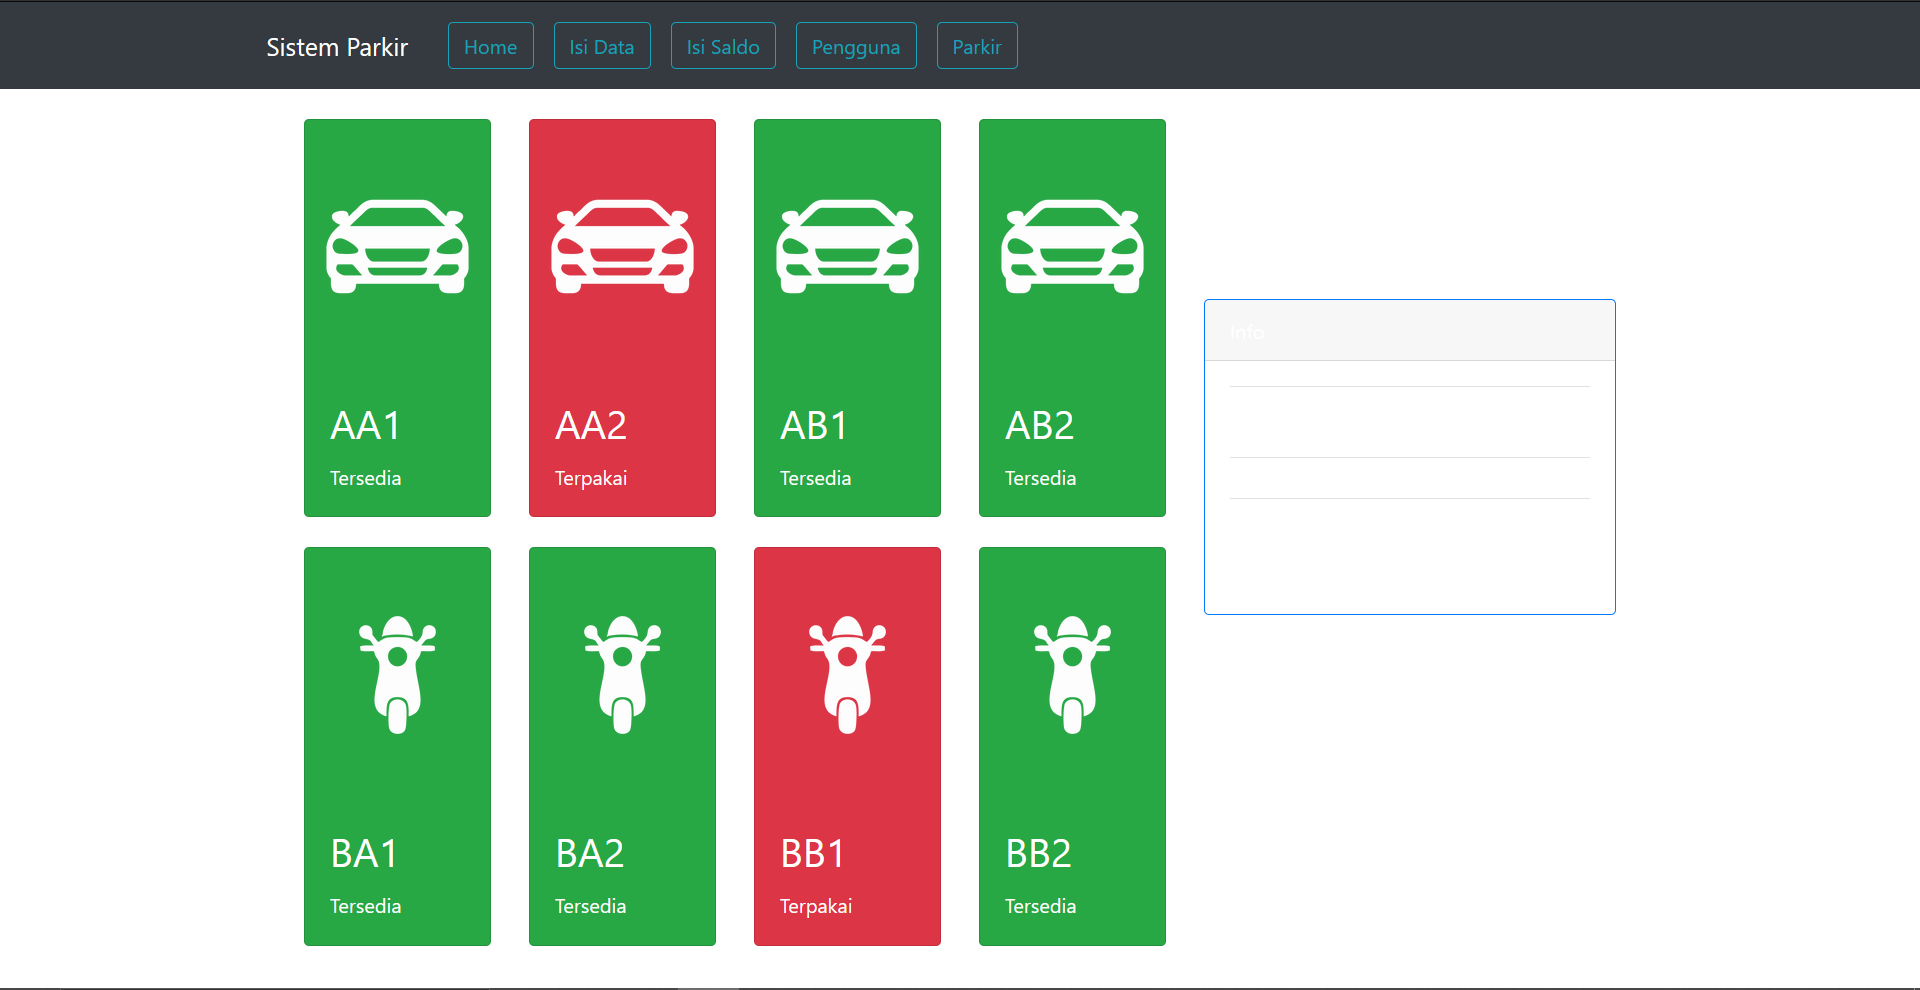 Sistem Parkir
Home
Isi Data
Isi Saldo
Pengguna
Parkir
AA1
Tersedia
AA2
Terpakai
AB1
Tersedia
AB2
Tersedia
Info
BA1
Tersedia
BA2
Tersedia
BB1
Terpakai
BB2
Tersedia